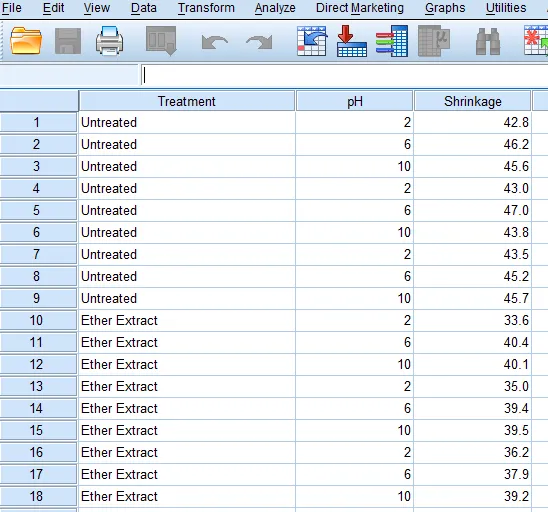 File Edit View Data Transform Analyze Direct Marketing Graphs Utilities
Treatment pH Shrinkage
1 Untreated 2 42.8
2 Untreated 6 46.2
3 Untreated 10 45.6
4 Untreated 2 43.0
5 Untreated 6 47.0
6 Untreated 10 43.8
7 Untreated 2 43.5
8 Untreated 6 45.2
9 Untreated 10 45.7
10 Ether Extract 2 33.6
11 Ether Extract 6 40.4
12 Ether Extract 10 40.1
13 Ether Extract 2 35.0
14 Ether Extract 6 39.4
15 Ether Extract 10 39.5
16 Ether Extract 2 36.2
17 Ether Extract 6 37.9
18 Ether Extract 10 39.2